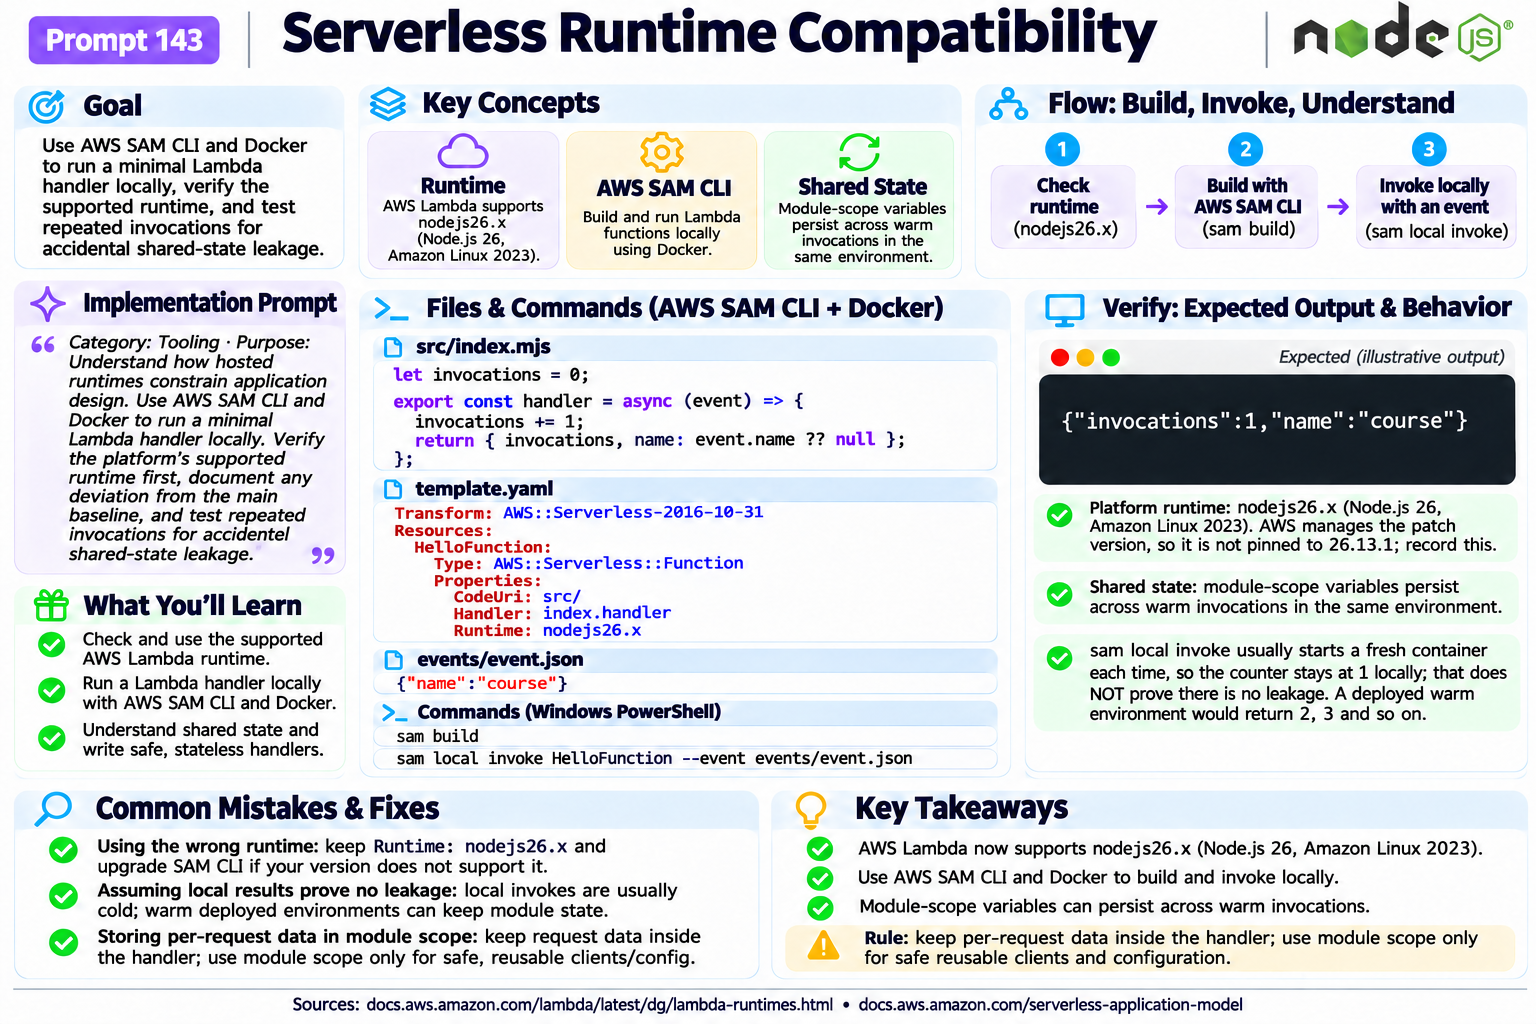 Prompt 143
Serverless Runtime Compatibility
node
JS
®
Goal
Use AWS SAM CLI and Docker
to run a minimal Lambda
handler locally, verify the
supported runtime, and test
repeated invocations for
accidental shared-state leakage.
Key Concepts
Runtime
AWS Lambda supports
nodejs26.x
(Node.js 26,
Amazon Linux 2023).
AWS SAM CLI
Build and run Lambda
functions locally
using Docker.
Shared State
Module-scope variables
persist across warm
invocations in the
same environment.
Flow: Build, Invoke, Understand
1
Check
runtime
(nodejs26.x)
2
Build with
AWS SAM CLI
(sam build)
3
Invoke locally
with an event
(sam local invoke)
Implementation Prompt
“ Category: Tooling · Purpose:
Understand how hosted
runtimes constrain application
design. Use AWS SAM CLI and
Docker to run a minimal
Lambda handler locally. Verify
the platform's supported
runtime first, document any
deviation from the main
baseline, and test repeated
invocations for accidentel
shared-state leakage. ”
What You'll Learn
Check and use the supported
AWS Lambda runtime.
Run a Lambda handler locally
with AWS SAM CLI and Docker.
Understand shared state and
write safe, stateless handlers.
Files & Commands (AWS SAM CLI + Docker)
src/index.mjs
let invocations = 0;
export const handler = async (event) => {
invocations += 1;
return { invocations, name: event.name ?? null };
};
template.yaml
Transform: AWS::Serverless-2016-10-31
Resources:
HelloFunction:
Type: AWS::Serverless::Function
Properties:
CodeUri: src/
Handler: index.handler
Runtime: nodejs26.x
events/event.json
{"name":"course"}
>_ Commands (Windows PowerShell)
sam build
sam local invoke HelloFunction --event events/event.json
Verify: Expected Output & Behavior
Expected (illustrative output)
{"invocations":1,"name":"course"}
Platform runtime: nodejs26.x (Node.js 26,
Amazon Linux 2023). AWS manages the patch
version, so it is not pinned to 26.13.1; record this.
Shared state: module-scope variables persist
across warm invocations in the same environment.
sam local invoke usually starts a fresh container
each time, so the counter stays at 1 locally; that does
NOT prove there is no leakage. A deployed warm
environment would return 2, 3 and so on.
Common Mistakes & Fixes
Using the wrong runtime: keep Runtime: nodejs26.x and
upgrade SAM CLI if your version does not support it.
Assuming local results prove no leakage: local invokes are usually
cold; warm deployed environments can keep module state.
Storing per-request data in module scope: keep request data inside
the handler; use module scope only for safe, reusable clients/config.
Key Takeaways
AWS Lambda now supports nodejs26.x (Node.js 26, Amazon Linux 2023).
Use AWS SAM CLI and Docker to build and invoke locally.
Module-scope variables can persist across warm invocations.
Rule: keep per-request data inside the handler; use module scope only
for safe reusable clients and configuration.
Sources: docs.aws.amazon.com/lambda/latest/dg/lambda-runtimes.html • docs.aws.amazon.com/serverless-application-model